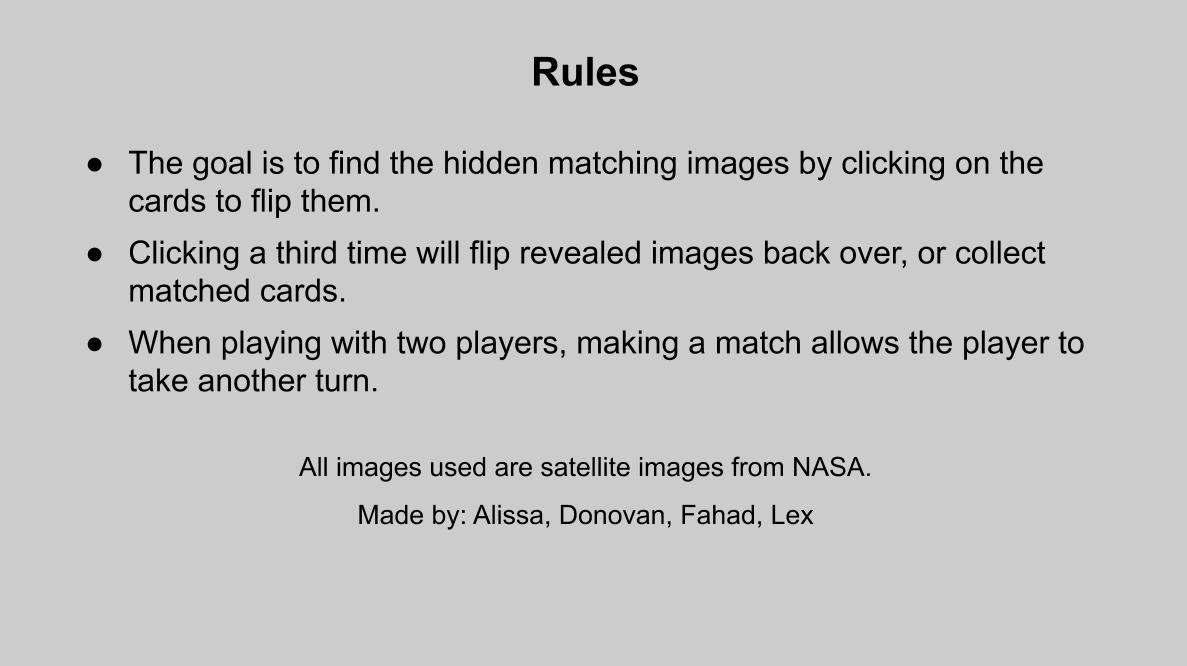 Rules
● The goal is to find the hidden matching images by clicking on the
cards to flip them.
● Clicking a third time will flip revealed images back over, or collect
matched cards.
● When playing with two players, making a match allows the player to
take another turn.
All images used are satellite images from NASA.
Made by: Alissa, Donovan, Fahad, Lex